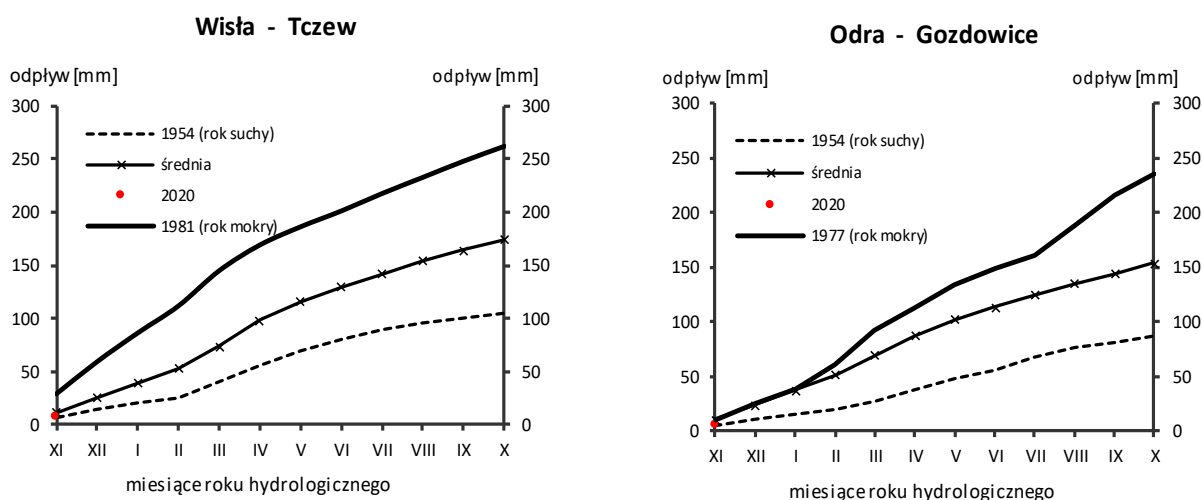 Wisła - Tczew
odpływ [mm]
odpływ [mm]
300
250
200
150
100
50
0
1954 (rok suchy)
średnia
2020
1981 (rok mokry)
300
250
200
150
100
50
0
XI XII I II III IV V VI VII VIII IX X
miesiące roku hydrologicznego
Odra - Gozdowice
odpływ [mm]
odpływ [mm]
300
250
200
150
100
50
0
1954 (rok suchy)
średnia
2020
1977 (rok mokry)
300
250
200
150
100
50
0
XI XII I II III IV V VI VII VIII IX X
miesiące roku hydrologicznego